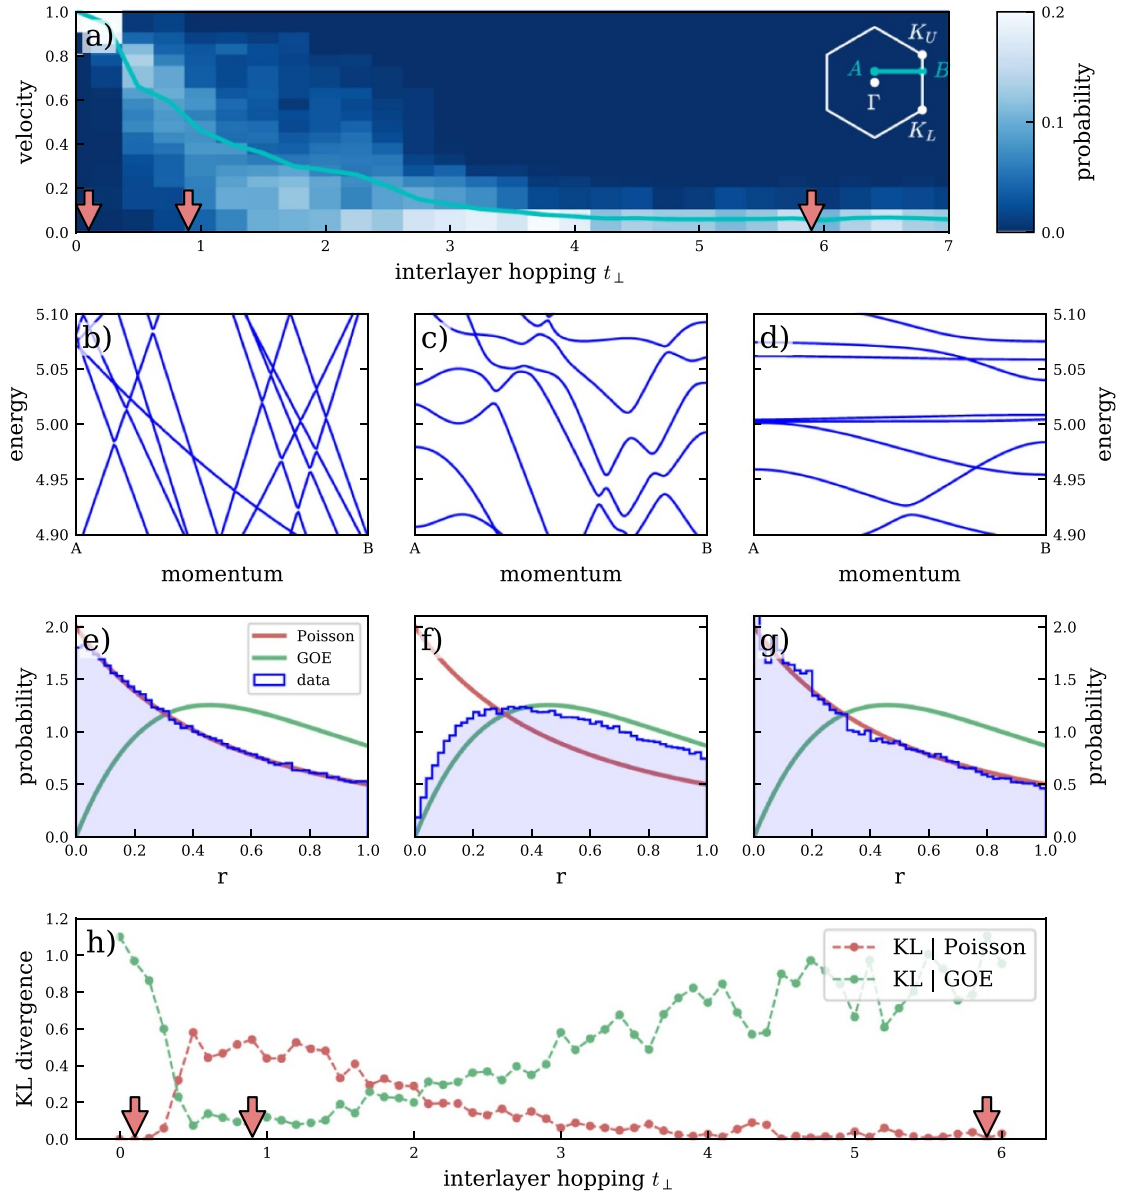 a)
1.0
0.8
0.6
0.4
0.2
0.0
velocity
0 1 2 3 4 5 6 7
interlayer hopping t⊥
K_U
A B
Γ
K_L
0.2
0.1
0.0
probability
b)
5.10
5.05
5.00
4.95
4.90
energy
A B
momentum
c)
A B
momentum
d)
5.10
5.05
5.00
4.95
4.90
energy
A B
momentum
e)
Poisson
GOE
data
2.0
1.5
1.0
0.5
0.0
probability
0.0 0.2 0.4 0.6 0.8 1.0
r
f)
0.0 0.2 0.4 0.6 0.8 1.0
r
g)
2.0
1.5
1.0
0.5
0.0
probability
0.0 0.2 0.4 0.6 0.8 1.0
r
h)
KL | Poisson
KL | GOE
1.2
1.0
0.8
0.6
0.4
0.2
0.0
KL divergence
0 1 2 3 4 5 6
interlayer hopping t⊥